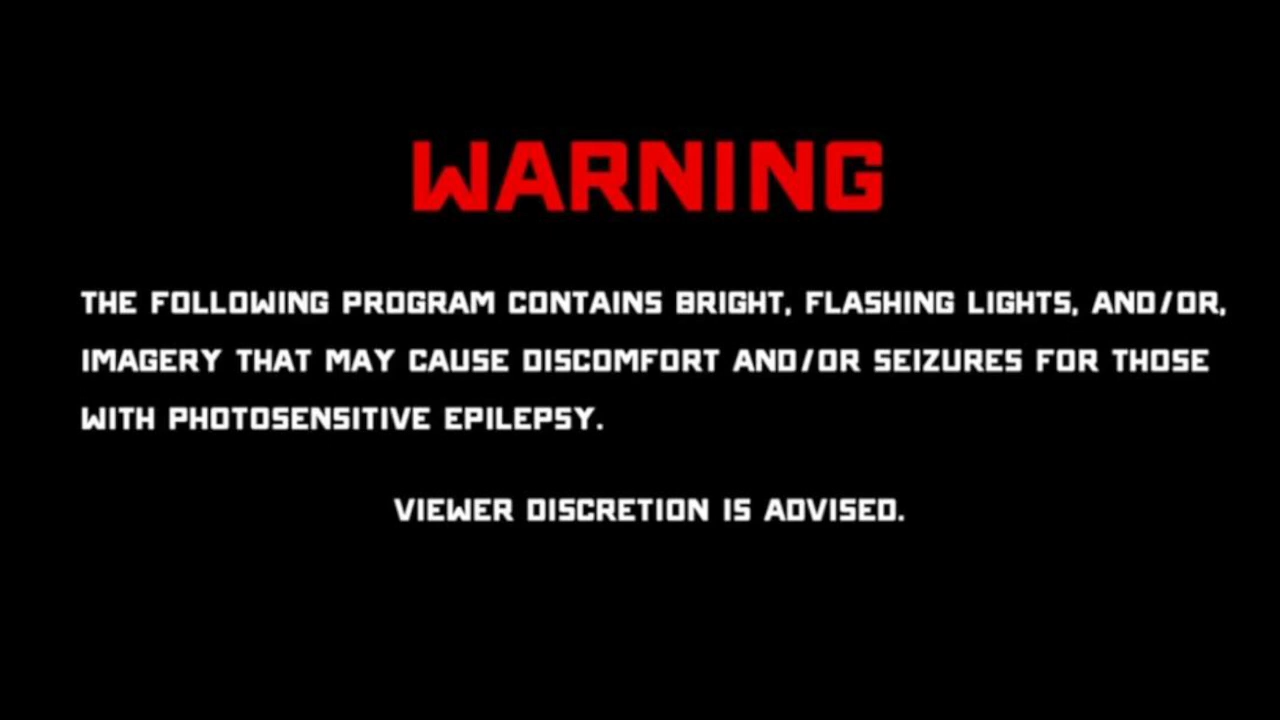 WARNING
THE FOLLOWING PROGRAM CONTAINS BRIGHT, FLASHING LIGHTS, AND/OR,
IMAGERY THAT MAY CAUSE DISCOMFORT AND/OR SEIZURES FOR THOSE
WITH PHOTOSENSITIVE EPILEPSY.
VIEWER DISCRETION IS ADVISED.